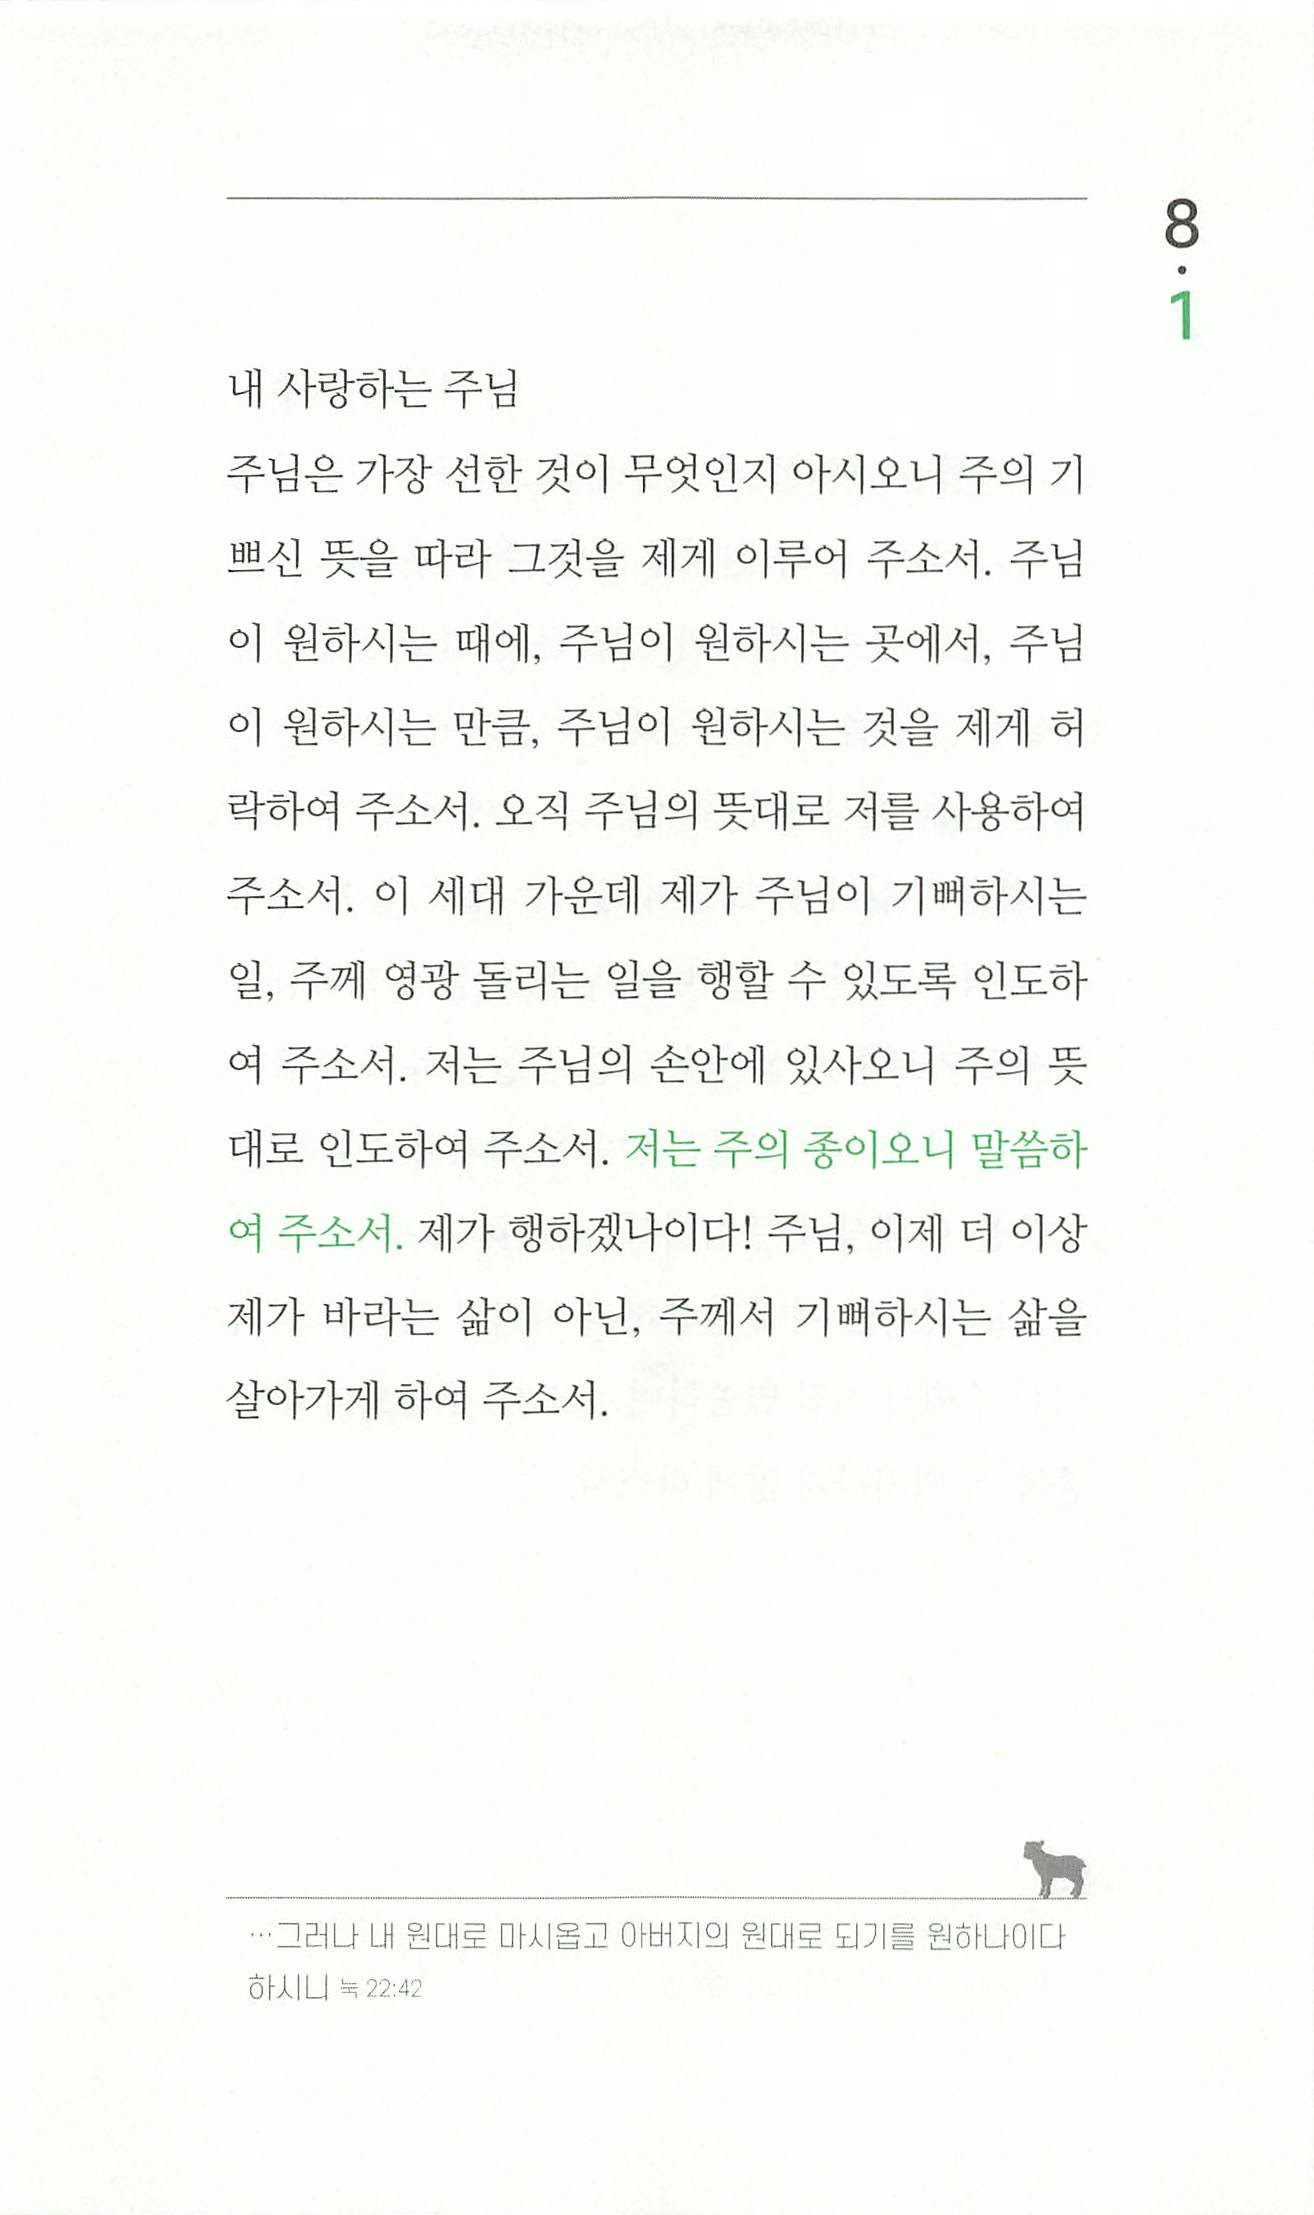 8
·
1
내 사랑하는 주님
주님은 가장 선한 것이 무엇인지 아시오니 주의 기
쁘신 뜻을 따라 그것을 제게 이루어 주소서. 주님
이 원하시는 때에, 주님이 원하시는 곳에서, 주님
이 원하시는 만큼, 주님이 원하시는 것을 제게 허
락하여 주소서. 오직 주님의 뜻대로 저를 사용하여
주소서. 이 세대 가운데 제가 주님이 기뻐하시는
일, 주께 영광 돌리는 일을 행할 수 있도록 인도하
여 주소서. 저는 주님의 손안에 있사오니 주의 뜻
대로 인도하여 주소서. 저는 주의 종이오니 말씀하
여 주소서. 제가 행하겠나이다! 주님, 이제 더 이상
제가 바라는 삶이 아닌, 주께서 기뻐하시는 삶을
살아가게 하여 주소서.
…그러나 내 원대로 마시옵고 아버지의 원대로 되기를 원하나이다
하시니 눅 22:42